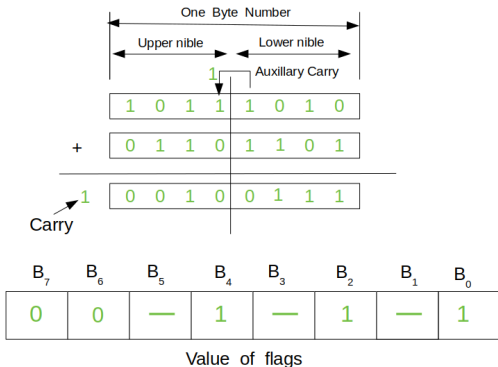 One Byte Number
Upper nible Lower nible
1 Auxillary Carry
1 0 1 1 1 0 1 0
+ 0 1 1 0 1 1 0 1
1 0 0 1 0 0 1 1 1
Carry
B7 B6 B5 B4 B3 B2 B1 B0
0 0 — 1 — 1 — 1
Value of flags